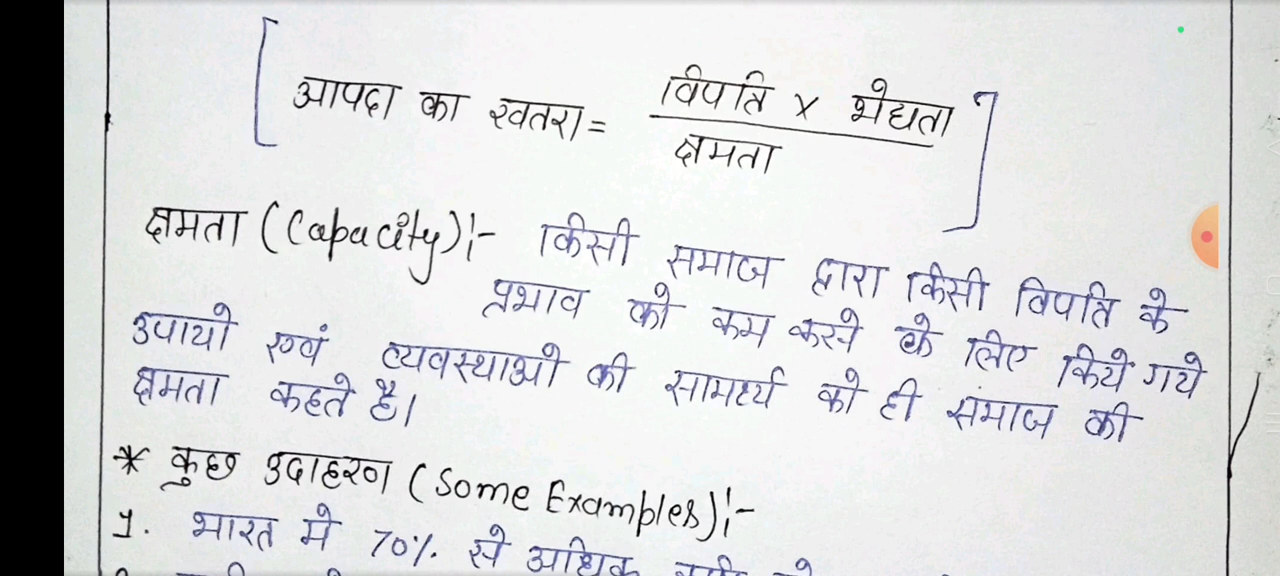 [ आपदा का खतरा = विपति x भेद्यता ]
क्षमता
क्षमता (Capacity):- किसी समाज द्वारा किसी विपति के
प्रभाव को कम करने के लिए किये गये
उपायो एवं व्यवस्थाओ की सामर्थ्य को ही समाज की
क्षमता कहते है।
* कुछ उदाहरण (Some Examples):-
1. भारत मे 70% से अधिक